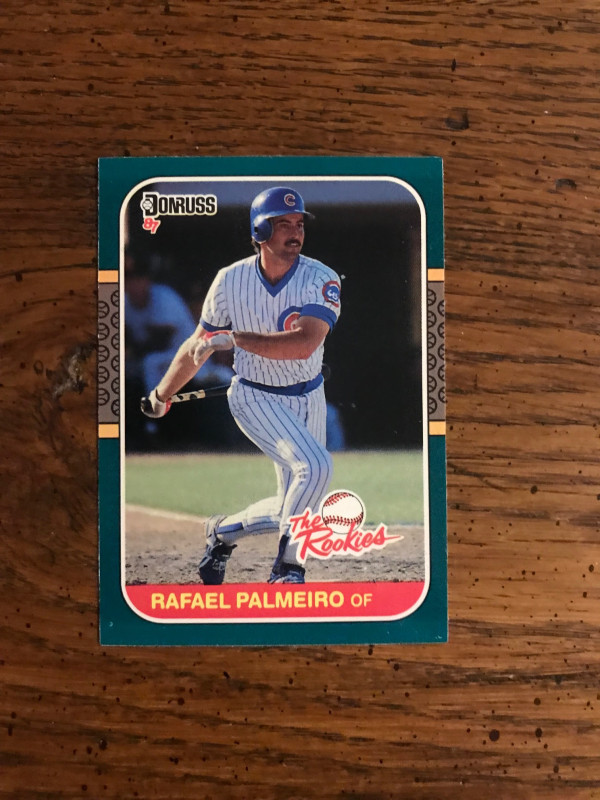 DONRUSS
87
C
The
Rookies
RAFAEL PALMEIRO OF